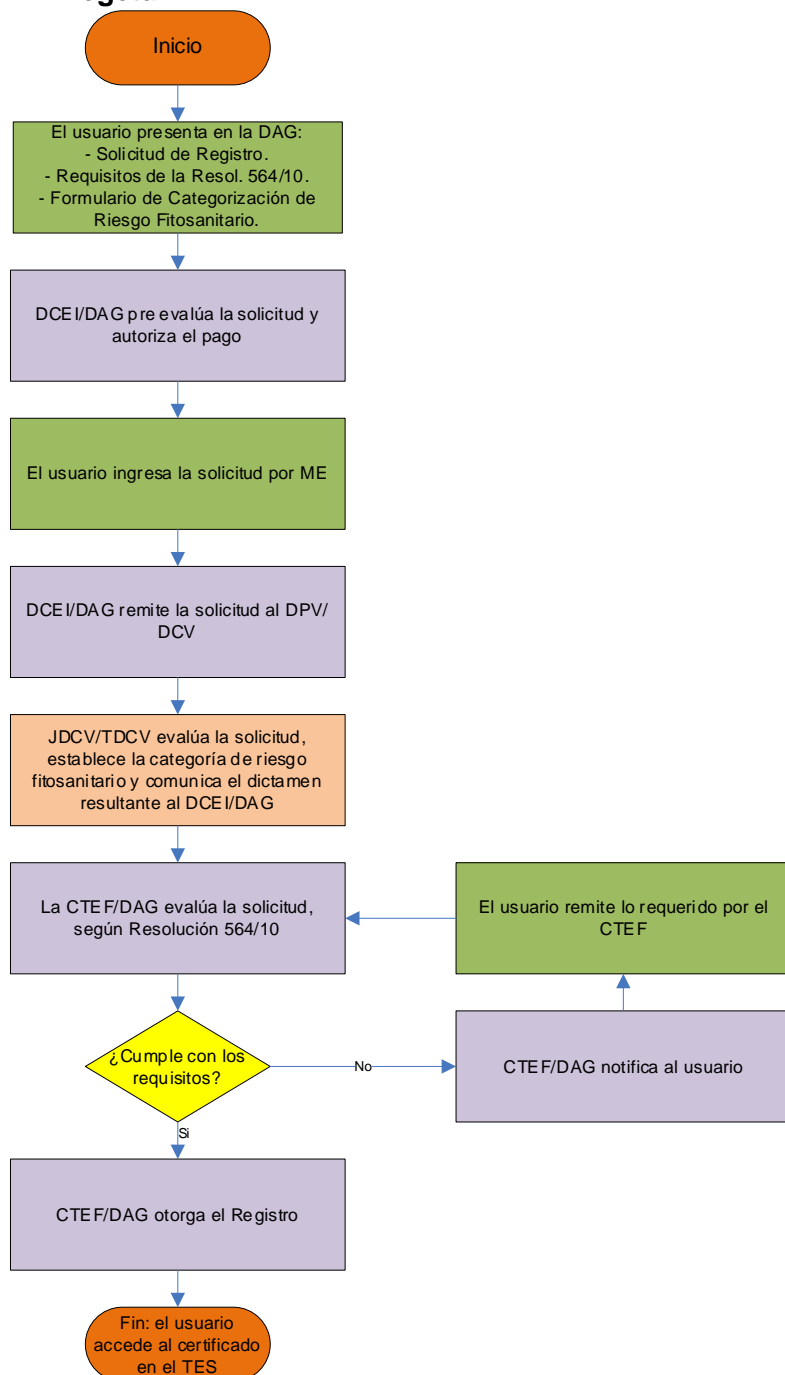 Inicio
El usuario presenta en la DAG:
- Solicitud de Registro.
- Requisitos de la Resol. 564/10.
- Formulario de Categorización de
Riesgo Fitosanitario.
DCEI/DAG pre evalúa la solicitud y
autoriza el pago
El usuario ingresa la solicitud por ME
DCEI/DAG remite la solicitud al DPV/
DCV
JDCV/TDCV evalúa la solicitud,
establece la categoría de riesgo
fitosanitario y comunica el dictamen
resultante al DCEI/DAG
La CTEF/DAG evalúa la solicitud,
según Resolución 564/10
El usuario remite lo requerido por el
CTEF
¿Cumple con los
requisitos?
No
CTEF/DAG notifica al usuario
Si
CTEF/DAG otorga el Registro
Fin: el usuario
accede al certificado
en el TES